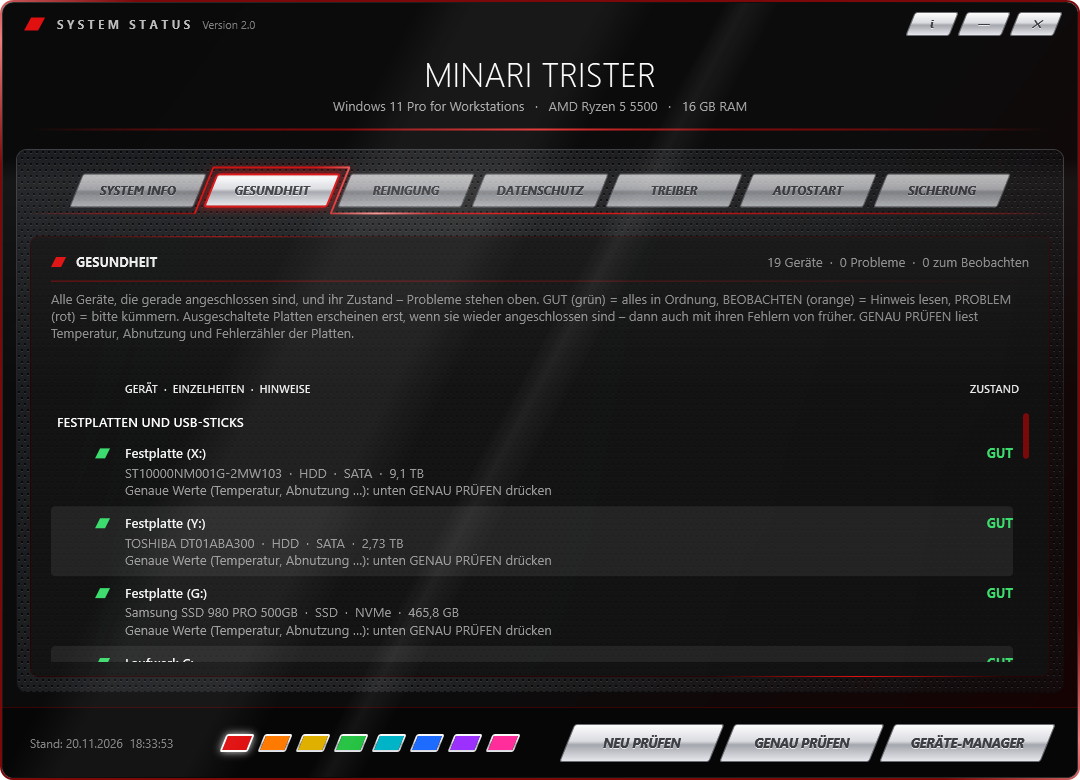 SYSTEM STATUS Version 2.0
i — ✕
MINARI TRISTER
Windows 11 Pro for Workstations · AMD Ryzen 5 5500 · 16 GB RAM
SYSTEM INFO GESUNDHEIT REINIGUNG DATENSCHUTZ TREIBER AUTOSTART SICHERUNG
GESUNDHEIT 19 Geräte · 0 Probleme · 0 zum Beobachten
Alle Geräte, die gerade angeschlossen sind, und ihr Zustand – Probleme stehen oben. GUT (grün) = alles in Ordnung, BEOBACHTEN (orange) = Hinweis lesen, PROBLEM
(rot) = bitte kümmern. Ausgeschaltete Platten erscheinen erst, wenn sie wieder angeschlossen sind – dann auch mit ihren Fehlern von früher. GENAU PRÜFEN liest
Temperatur, Abnutzung und Fehlerzähler der Platten.
GERÄT · EINZELHEITEN · HINWEISE ZUSTAND
FESTPLATTEN UND USB-STICKS
Festplatte (X:) GUT
ST10000NM001G-2MW103 · HDD · SATA · 9,1 TB
Genaue Werte (Temperatur, Abnutzung ...): unten GENAU PRÜFEN drücken
Festplatte (Y:) GUT
TOSHIBA DT01ABA300 · HDD · SATA · 2,73 TB
Genaue Werte (Temperatur, Abnutzung ...): unten GENAU PRÜFEN drücken
Festplatte (G:) GUT
Samsung SSD 980 PRO 500GB · SSD · NVMe · 465,8 GB
Genaue Werte (Temperatur, Abnutzung ...): unten GENAU PRÜFEN drücken
Stand: 20.11.2026 18:33:53
NEU PRÜFEN GENAU PRÜFEN GERÄTE-MANAGER